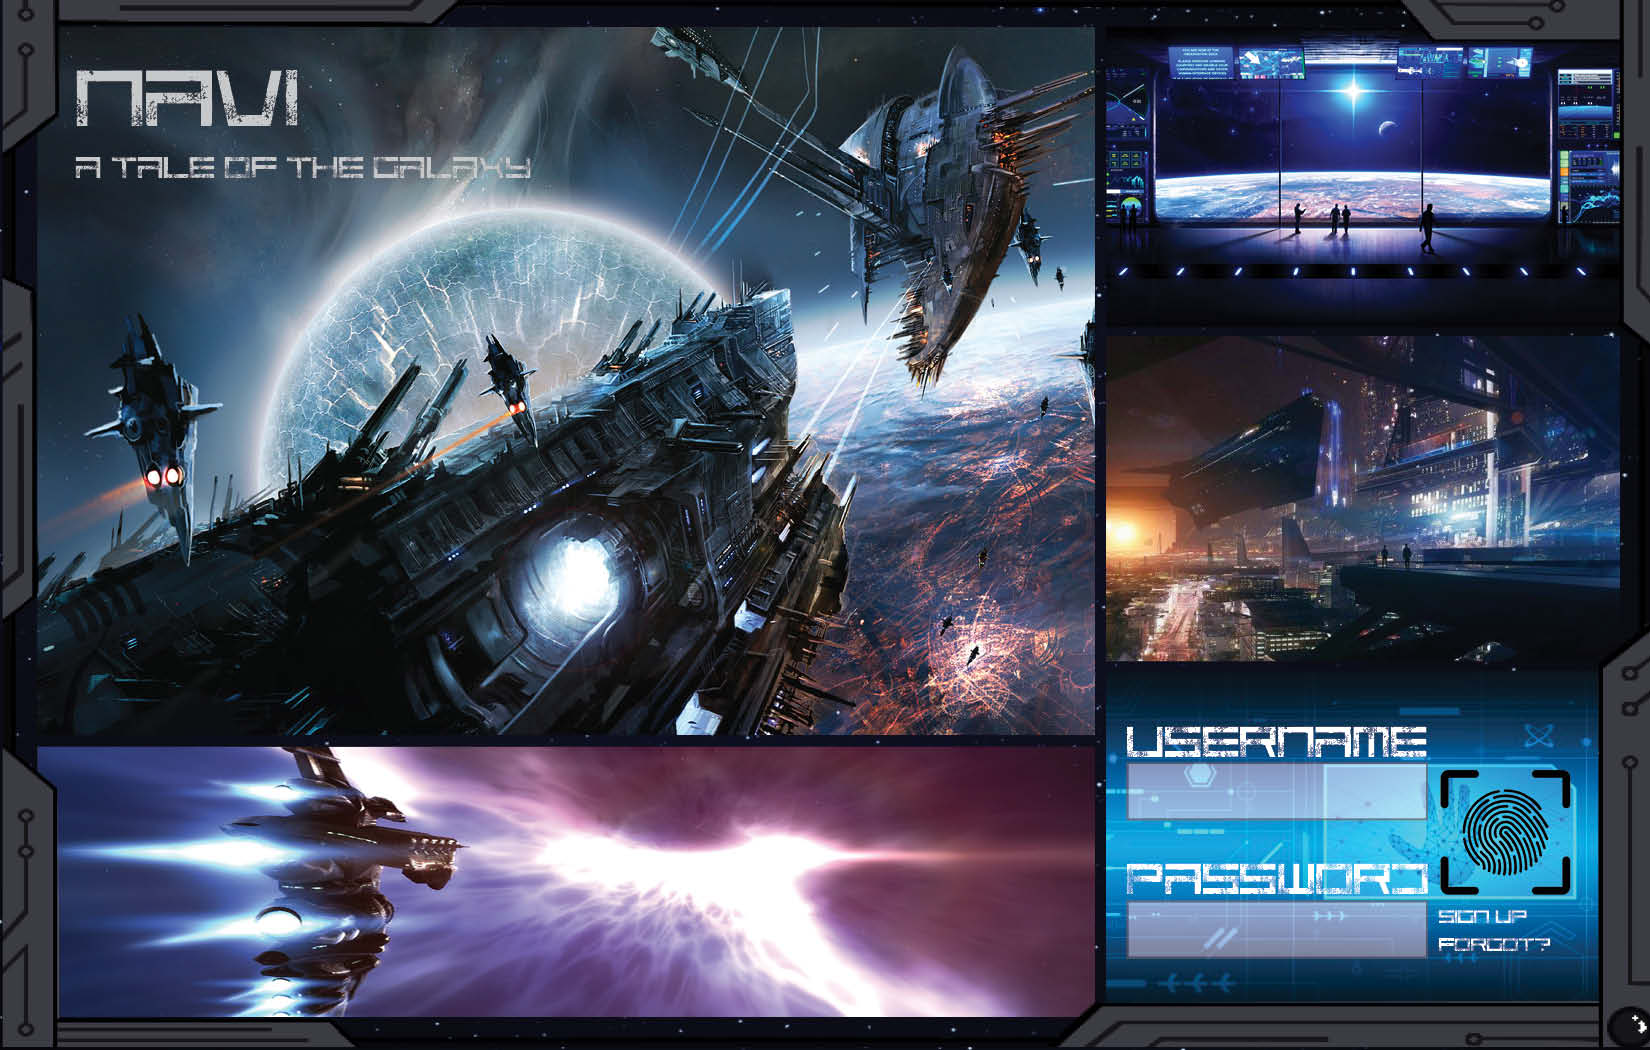 NAVI
A TALE OF THE GALAXY
USERNAME
PASSWORD
SIGN UP
FORGOT?